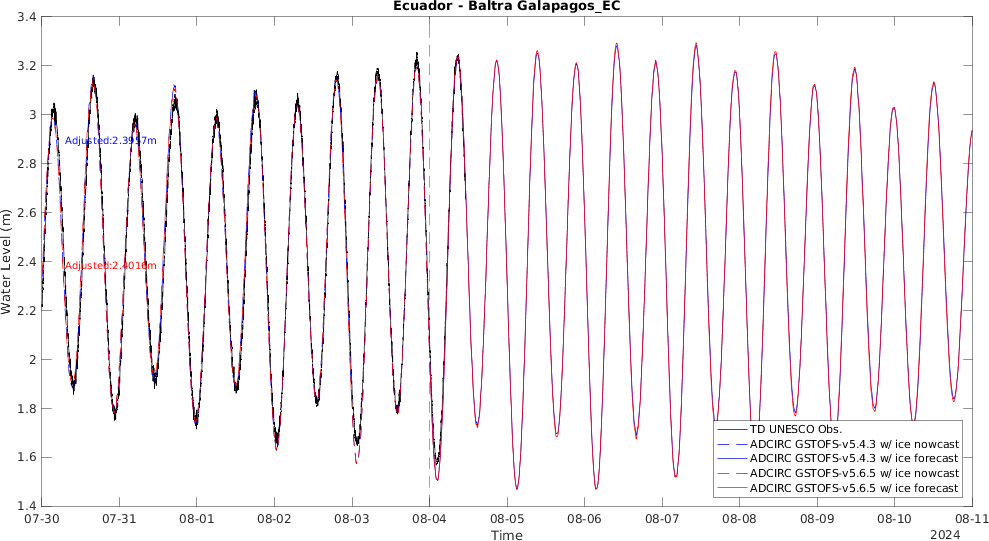 Ecuador - Baltra Galapagos_EC
3.4
3.2
3
2.8
2.6
2.4
2.2
2
1.8
1.6
1.4
Water Level (m)
Adjusted:2.3957m
Adjusted:2.4016m
TD UNESCO Obs.
ADCIRC GSTOFS-v5.4.3 w/ ice nowcast
ADCIRC GSTOFS-v5.4.3 w/ ice forecast
ADCIRC GSTOFS-v5.6.5 w/ ice nowcast
ADCIRC GSTOFS-v5.6.5 w/ ice forecast
07-30 07-31 08-01 08-02 08-03 08-04 08-05 08-06 08-07 08-08 08-09 08-10 08-11
Time
2024